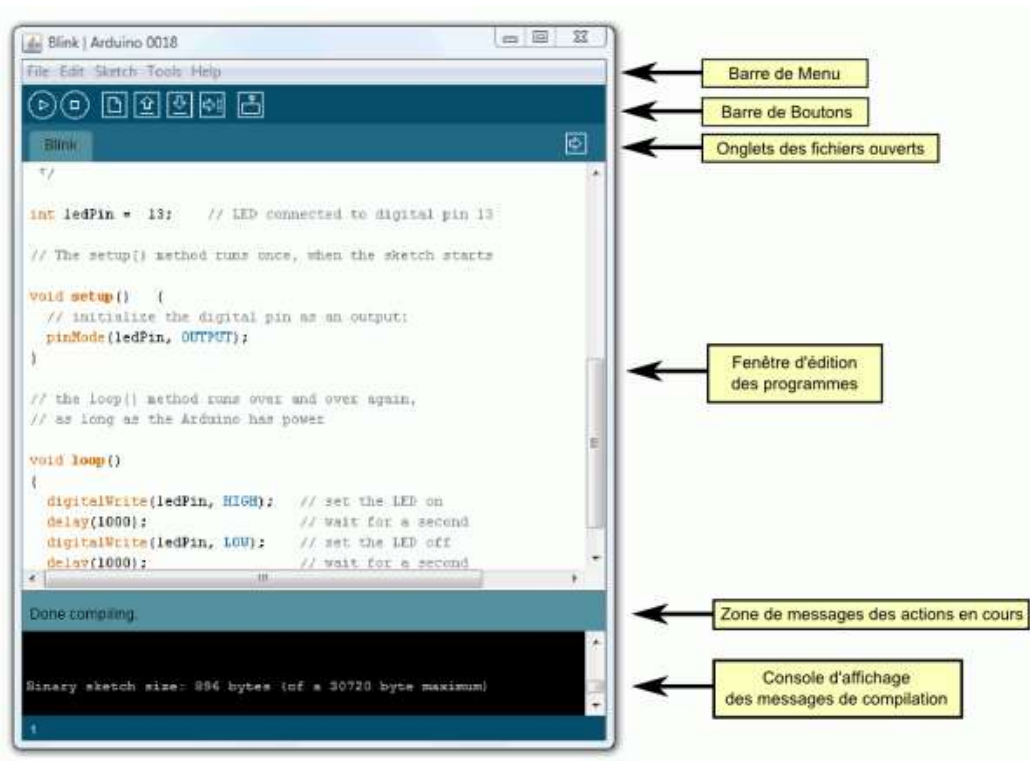 Blink | Arduino 0018
File Edit Sketch Tools Help
Barre de Menu
Barre de Boutons
Blink
Onglets des fichiers ouverts
*/
int ledPin = 13; // LED connected to digital pin 13
// The setup() method runs once, when the sketch starts
void setup() {
// initialize the digital pin as an output:
pinMode(ledPin, OUTPUT);
}
Fenêtre d'édition
des programmes
// the loop() method runs over and over again,
// as long as the Arduino has power
void loop()
{
digitalWrite(ledPin, HIGH); // set the LED on
delay(1000); // wait for a second
digitalWrite(ledPin, LOW); // set the LED off
delay(1000); // wait for a second
Done compiling.
Zone de messages des actions en cours
Binary sketch size: 896 bytes (of a 30720 byte maximum)
Console d'affichage
des messages de compilation
1